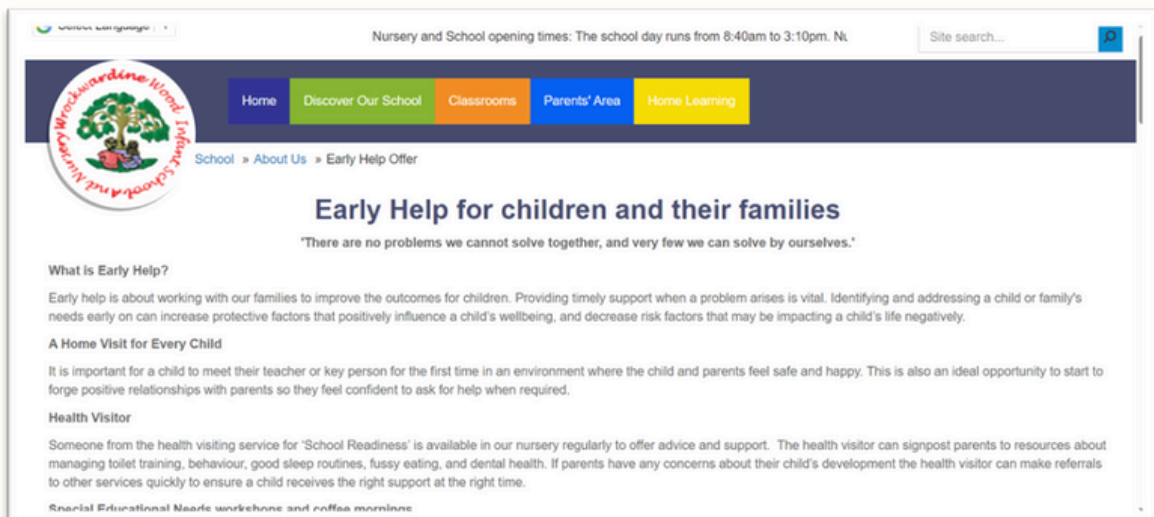 Select Language
Nursery and School opening times: The school day runs from 8:40am to 3:10pm.
Site search...
Wrockwardine Wood Infant School And Nursery
Home Discover Our School Classrooms Parents' Area Home Learning
School » About Us » Early Help Offer
Early Help for children and their families
'There are no problems we cannot solve together, and very few we can solve by ourselves.'
What is Early Help?
Early help is about working with our families to improve the outcomes for children. Providing timely support when a problem arises is vital. Identifying and addressing a child or family's
needs early on can increase protective factors that positively influence a child's wellbeing, and decrease risk factors that may be impacting a child's life negatively.
A Home Visit for Every Child
It is important for a child to meet their teacher or key person for the first time in an environment where the child and parents feel safe and happy. This is also an ideal opportunity to start to
forge positive relationships with parents so they feel confident to ask for help when required.
Health Visitor
Someone from the health visiting service for 'School Readiness' is available in our nursery regularly to offer advice and support. The health visitor can signpost parents to resources about
managing toilet training, behaviour, good sleep routines, fussy eating, and dental health. If parents have any concerns about their child's development the health visitor can make referrals
to other services quickly to ensure a child receives the right support at the right time.
Special Educational Needs workshops and coffee mornings